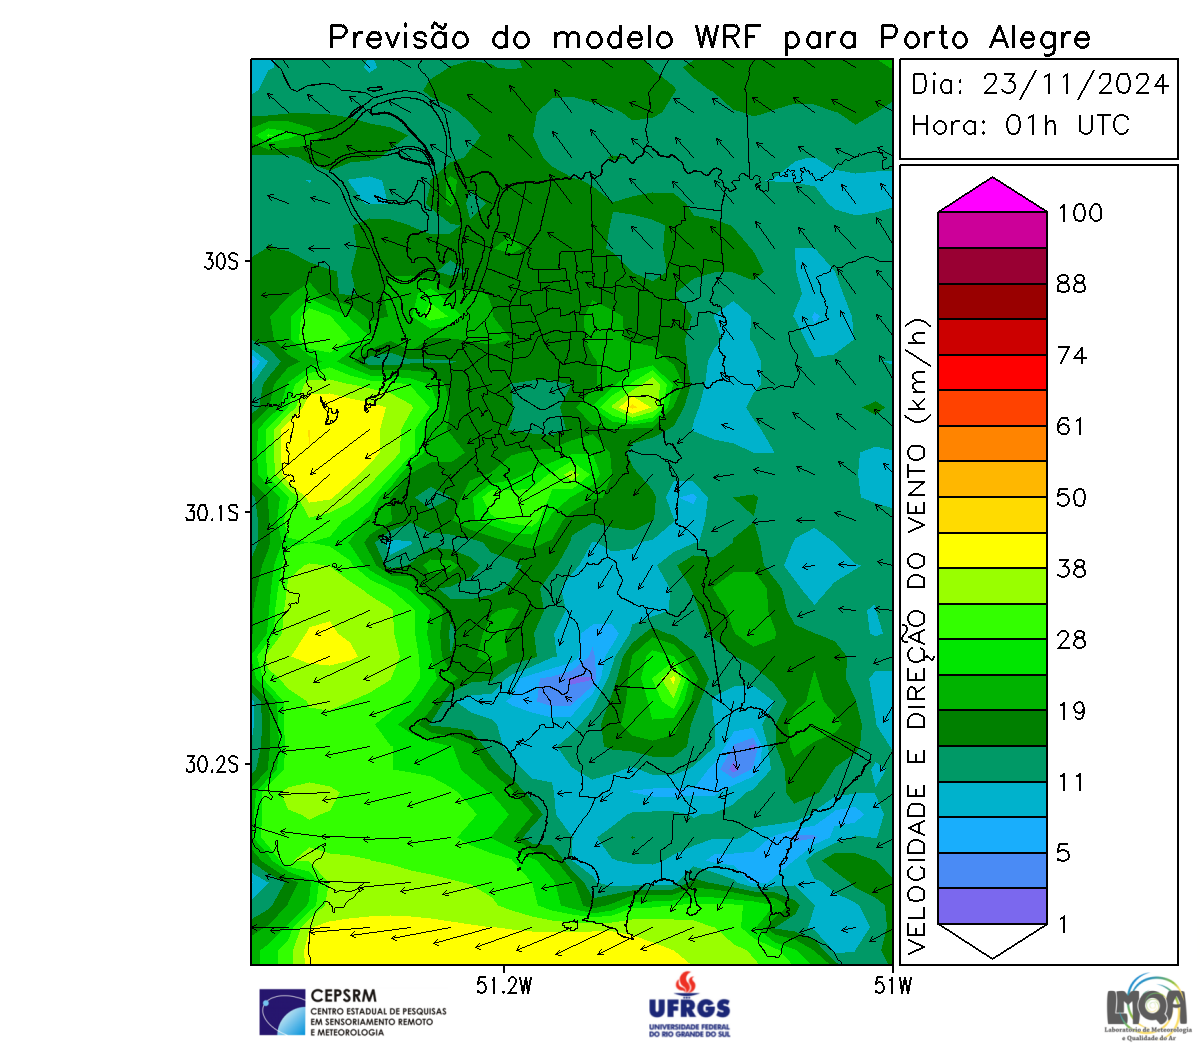 Previsão do modelo WRF para Porto Alegre
Dia: 23/11/2024
Hora: 01h UTC
30S
30.1S
30.2S
51.2W
51W
VELOCIDADE E DIREÇÃO DO VENTO (km/h)
100
88
74
61
50
38
28
19
11
5
1
CEPSRM
CENTRO ESTADUAL DE PESQUISAS
EM SENSORIAMENTO REMOTO
E METEOROLOGIA
UFRGS
UNIVERSIDADE FEDERAL
DO RIO GRANDE DO SUL
LMQA
Laboratório de Meteorologia
e Qualidade do Ar